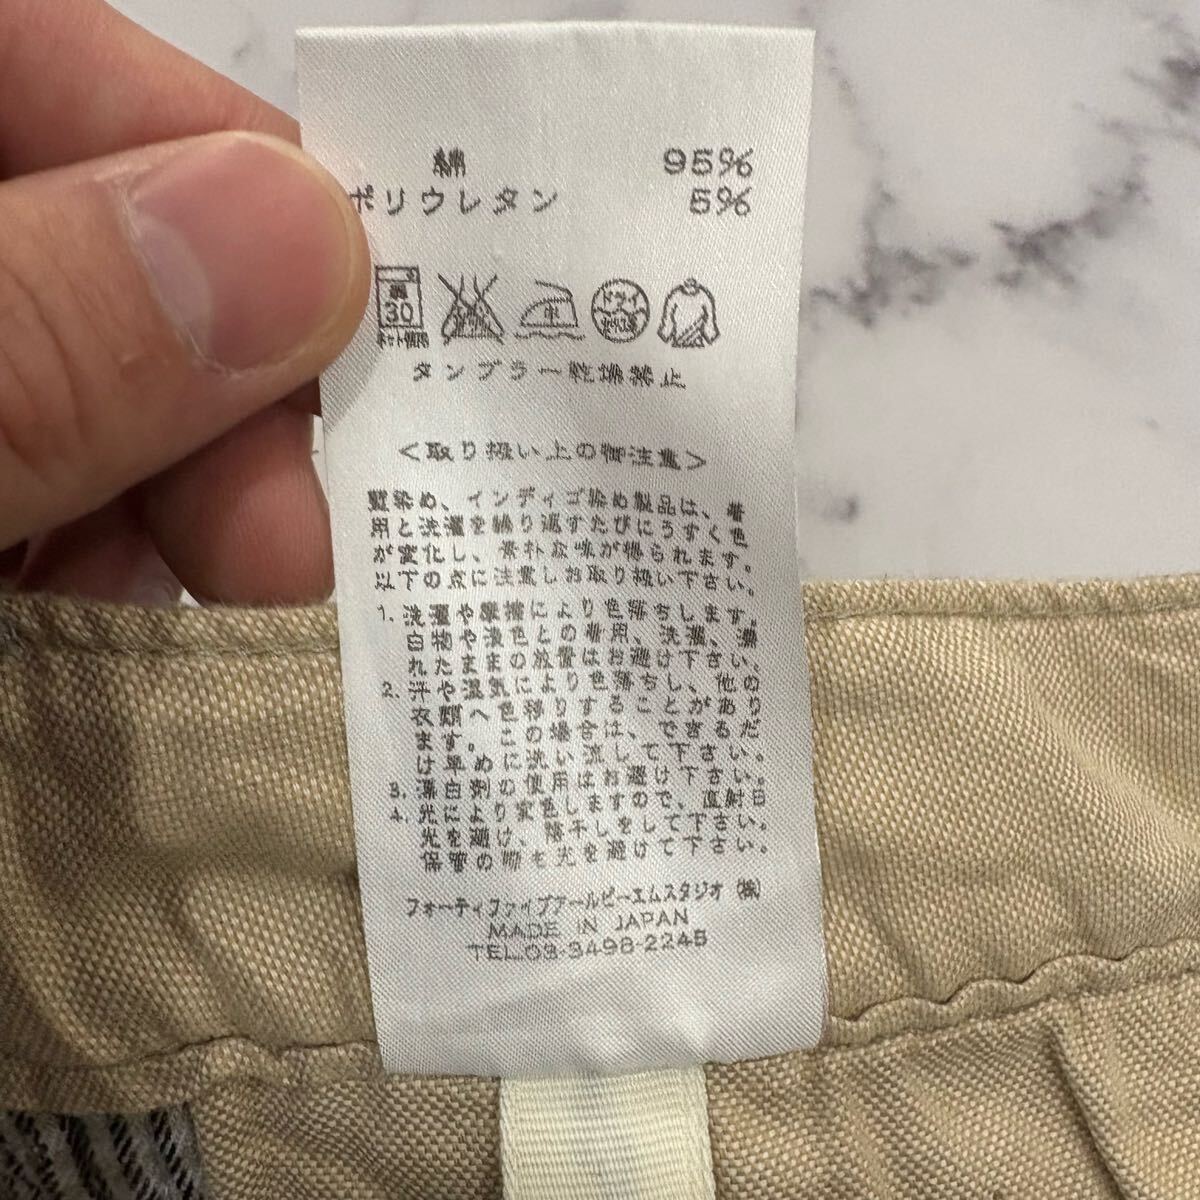 綿 95%
ポリウレタン 5%
弱
30
ネット使用
エンソサラシ
中
ドライ
セキユ系
タンブラー乾燥禁止
<取り扱い上の御注意>
製品染め、インディゴ染め製品は、着
用と洗濯を繰り返すたびにうすく色
が変化し、素朴な味が得られます。
以下の点に注意しお取り扱い下さい。
1. 洗濯や摩擦により色落ちします。
白物や淡色との着用、洗濯、濡
れたままの放置はお避け下さい。
2. 汗や湿気により色落ちし、他の
衣類へ色移りすることがあり
ます。この場合は、できるだ
け早めに洗い流して下さい。
3. 漂白剤の使用はお避け下さい。
4. 光により変色しますので、直射日
光を避け、陰干しをして下さい。
保管の際も光を避けて下さい。
フォーティファイブアールピーエムスタジオ(株)
MADE IN JAPAN
TEL.03-3498-2245